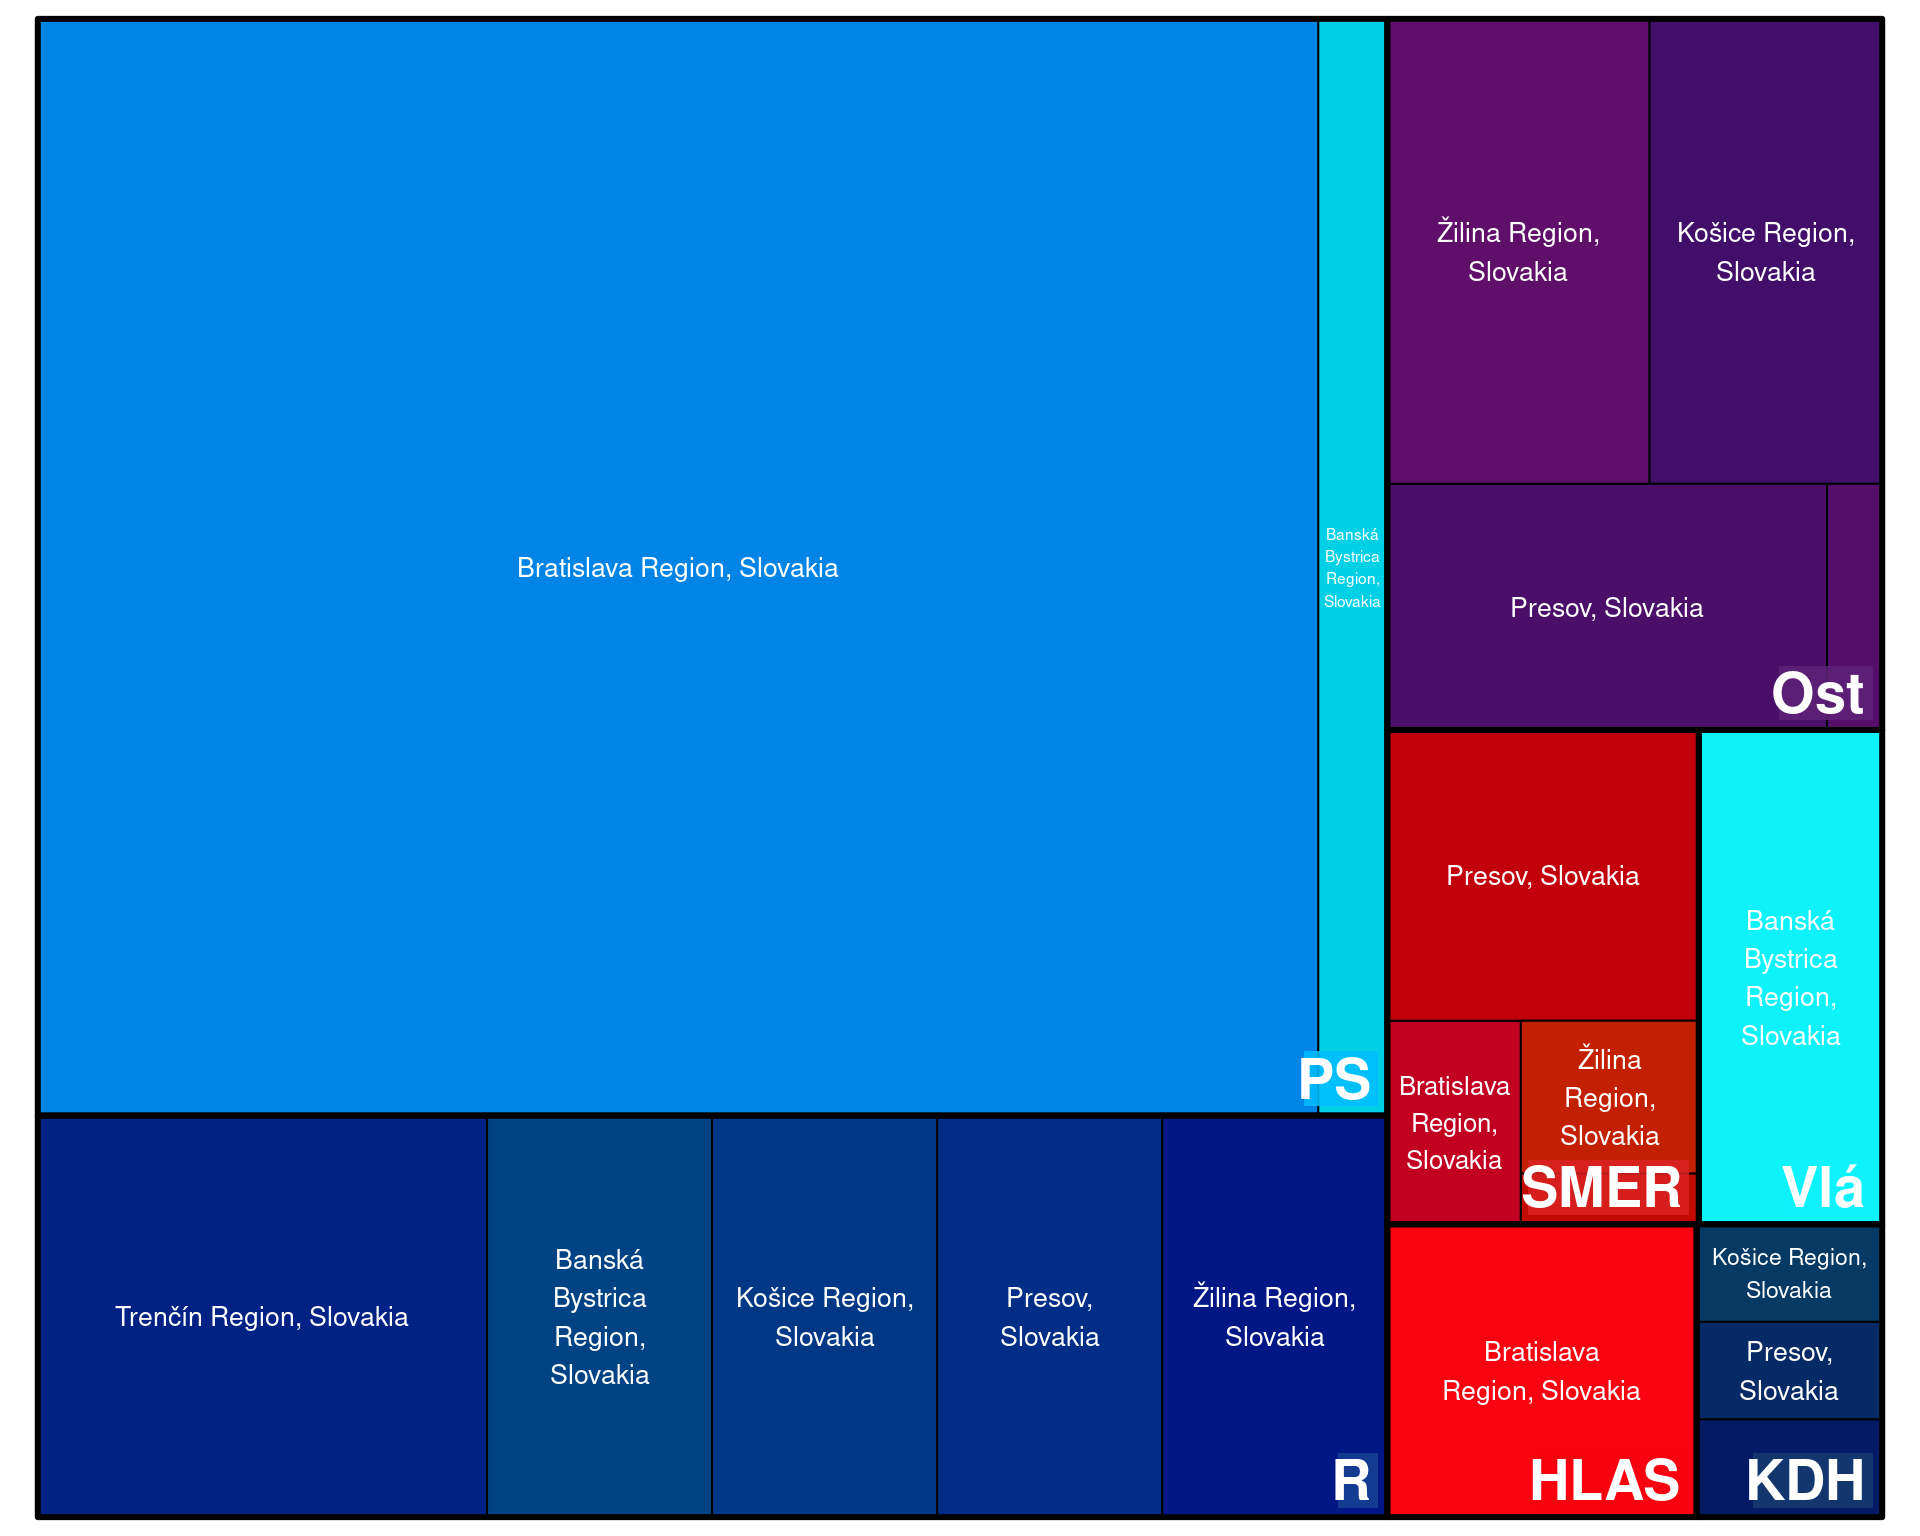 Bratislava Region, Slovakia
Banská
Bystrica
Region,
Slovakia
PS
Trenčín Region, Slovakia
Banská
Bystrica
Region,
Slovakia
Košice Region,
Slovakia
Presov,
Slovakia
Žilina Region,
Slovakia
R
Žilina Region,
Slovakia
Košice Region,
Slovakia
Presov, Slovakia
Ost
Presov, Slovakia
Bratislava
Region,
Slovakia
Žilina
Region,
Slovakia
SMER
Banská
Bystrica
Region,
Slovakia
Vlá
Bratislava
Region, Slovakia
HLAS
Košice Region,
Slovakia
Presov,
Slovakia
KDH